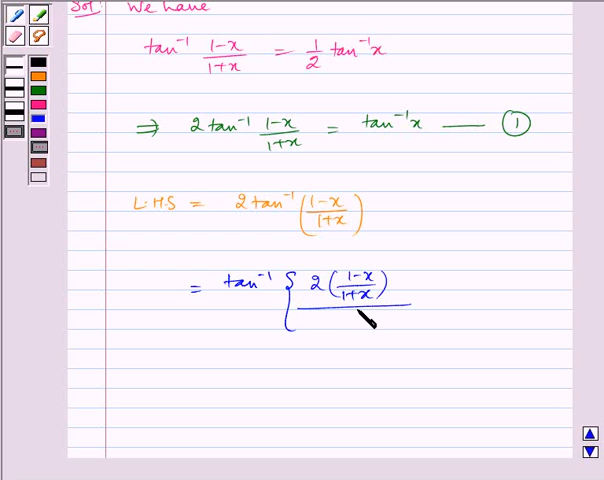 Sol: We have
tan⁻¹ (1-x)/(1+x) = 1/2 tan⁻¹x
⇒ 2 tan⁻¹ (1-x)/(1+x) = tan⁻¹x — ①
L.H.S = 2 tan⁻¹ ((1-x)/(1+x))
= tan⁻¹ { 2 ((1-x)/(1+x))